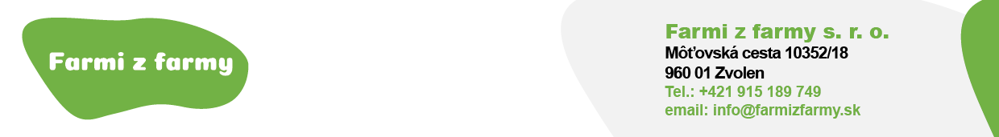 Farmi z farmy
Farmi z farmy s. r. o.
Môťovská cesta 10352/18
960 01 Zvolen
Tel.: +421 915 189 749
email: info@farmizfarmy.sk